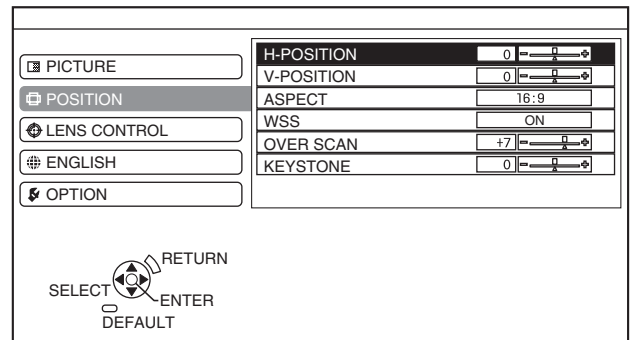 PICTURE
POSITION
LENS CONTROL
ENGLISH
OPTION
H-POSITION 0
V-POSITION 0
ASPECT 16:9
WSS ON
OVER SCAN +7
KEYSTONE 0
RETURN
SELECT
ENTER
DEFAULT